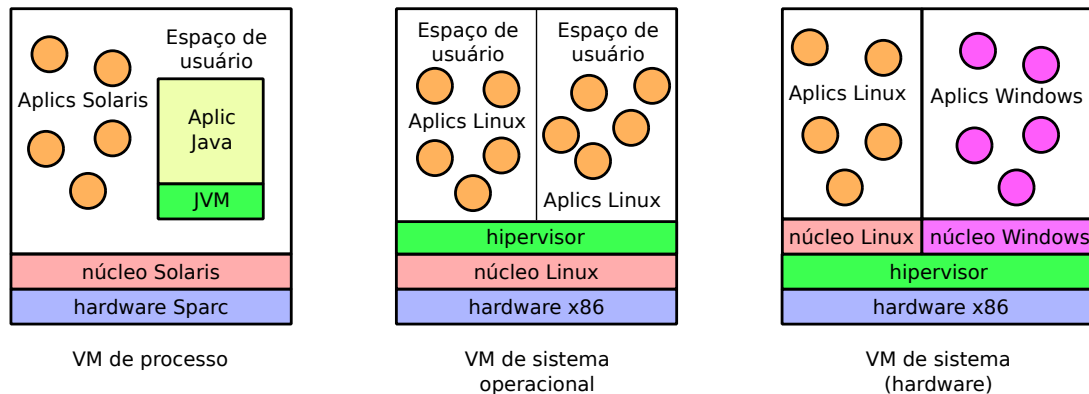 Espaço de
usuário
Aplics Solaris
Aplic
Java
JVM
núcleo Solaris
hardware Sparc
VM de processo
Espaço de
usuário
Aplics Linux
Espaço de
usuário
Aplics Linux
hipervisor
núcleo Linux
hardware x86
VM de sistema
operacional
Aplics Linux
Aplics Windows
núcleo Linux
núcleo Windows
hipervisor
hardware x86
VM de sistema
(hardware)